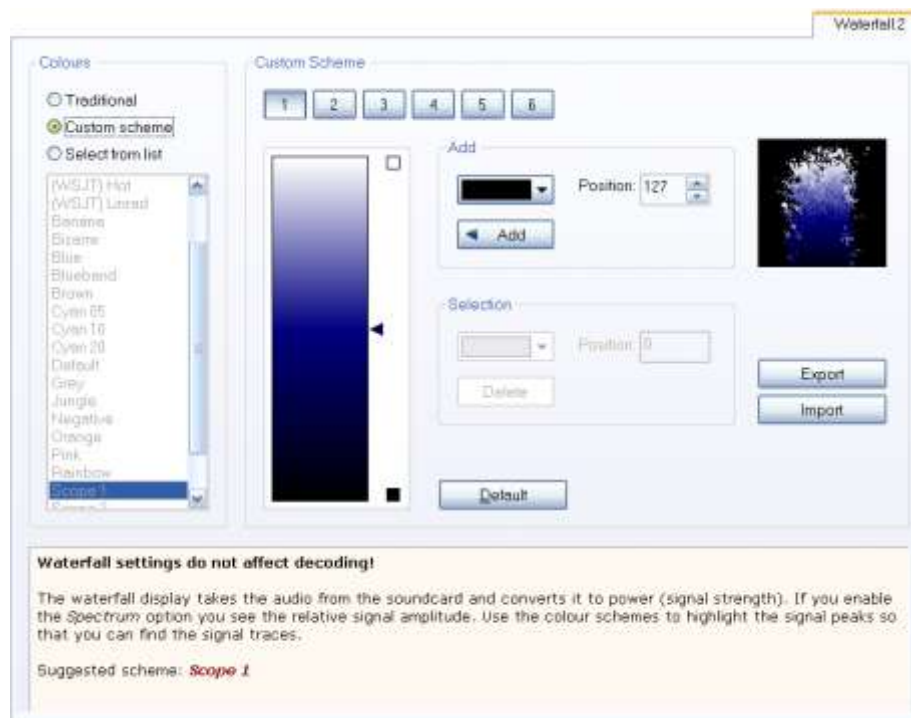 Waterfall 2
Colours
Traditional
Custom scheme
Select from list
(WSJT) Hot
(WSJT) Linrad
Banana
Bizarre
Blue
Blueband
Brown
Cyan 05
Cyan 10
Cyan 20
Default
Grey
Jungle
Negative
Orange
Pink
Rainbow
Scope 1
Custom Scheme
1 2 3 4 5 6
Add
Position: 127
Add
Selection
Position: 0
Delete
Default
Export
Import
Waterfall settings do not affect decoding!
The waterfall display takes the audio from the soundcard and converts it to power (signal strength). If you enable
the Spectrum option you see the relative signal amplitude. Use the colour schemes to highlight the signal peaks so
that you can find the signal traces.
Suggested scheme: Scope 1